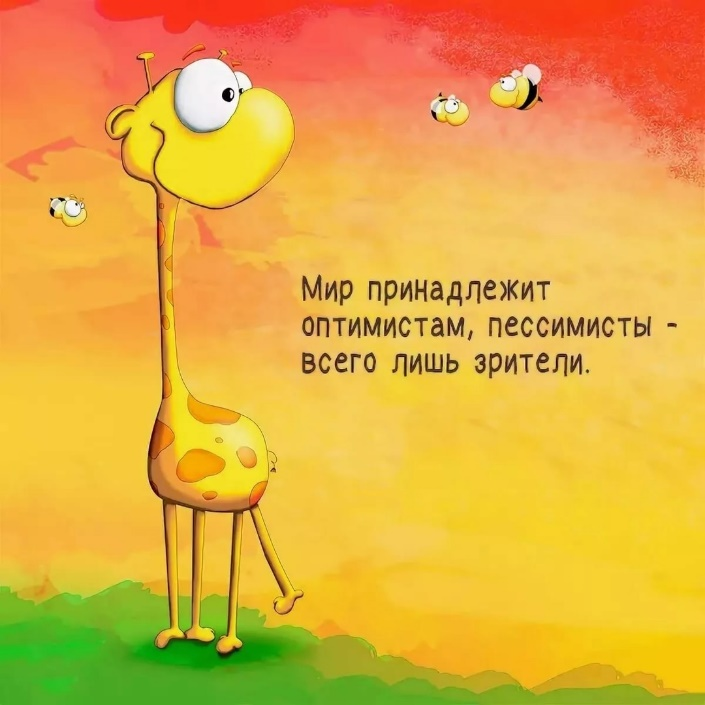 Мир принадлежит
оптимистам, пессимисты -
всего лишь зрители.